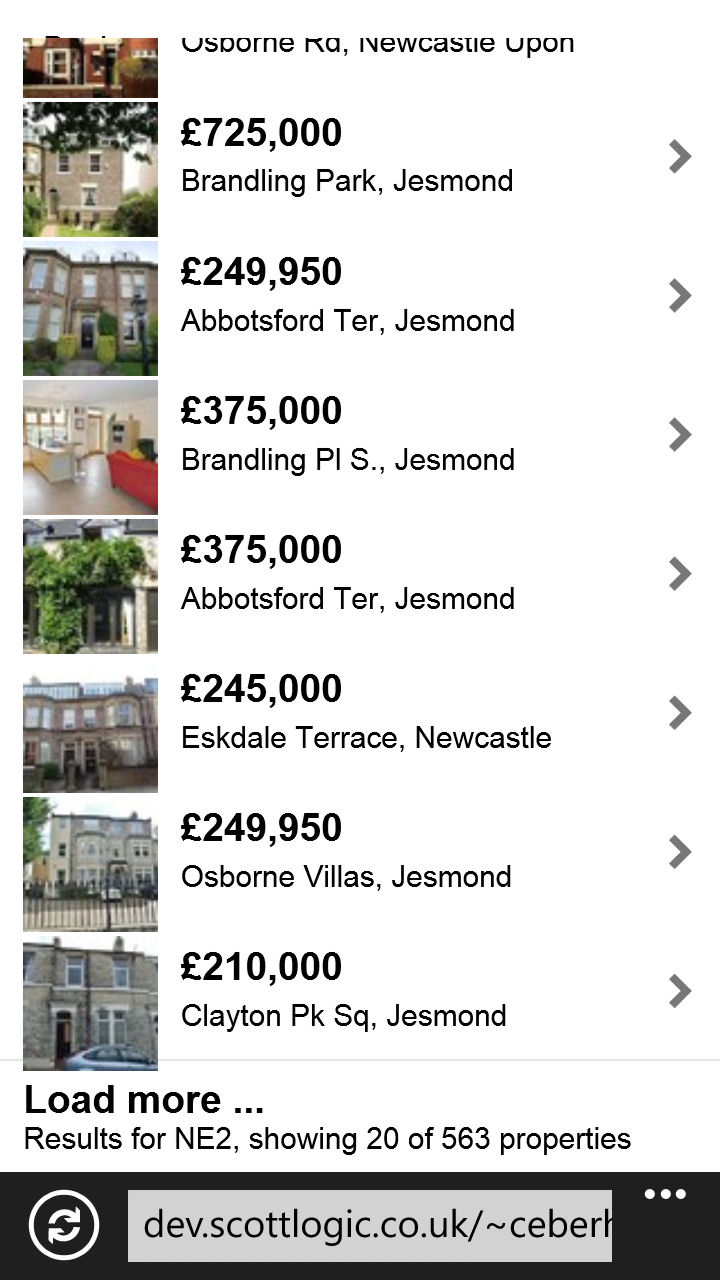 Osborne Rd, Newcastle Upon
£725,000
Brandling Park, Jesmond
£249,950
Abbotsford Ter, Jesmond
£375,000
Brandling Pl S., Jesmond
£375,000
Abbotsford Ter, Jesmond
£245,000
Eskdale Terrace, Newcastle
£249,950
Osborne Villas, Jesmond
£210,000
Clayton Pk Sq, Jesmond
Load more ...
Results for NE2, showing 20 of 563 properties
dev.scottlogic.co.uk/~ceberh